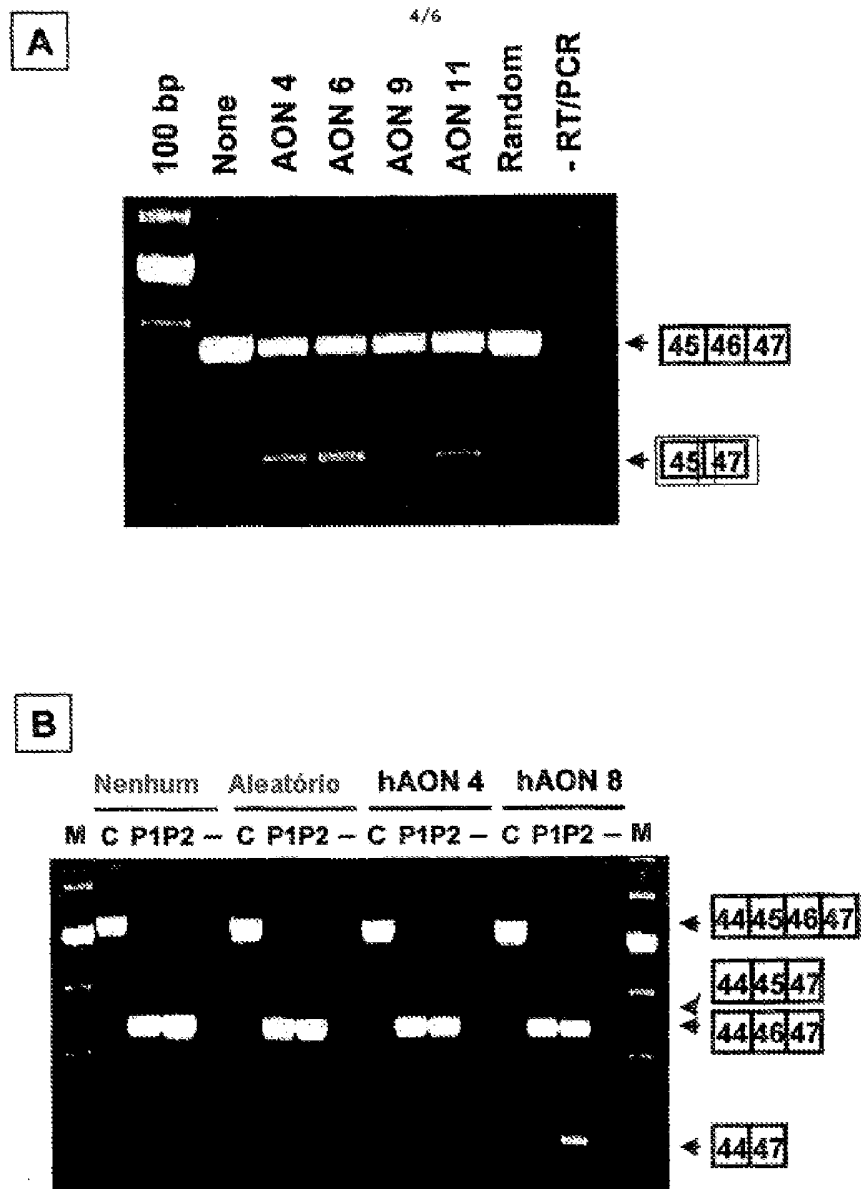 4/6
A
100 bp
None
AON 4
AON 6
AON 9
AON 11
Random
- RT/PCR
45 46 47
45 47
B
Nenhum Aleatório hAON 4 hAON 8
M C P1P2 – C P1P2 – C P1P2 – C P1P2 – M
44 45 46 47
44 45 47
44 46 47
44 47